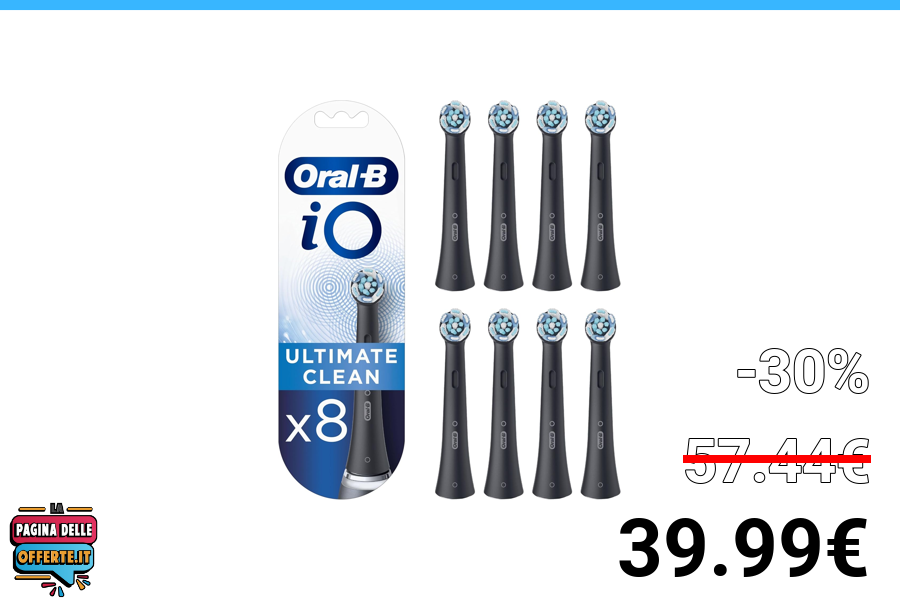 Oral-B
iO
ULTIMATE
CLEAN
x8
-30%
57.44€
39.99€
LA
PAGINA DELLE
OFFERTE.IT